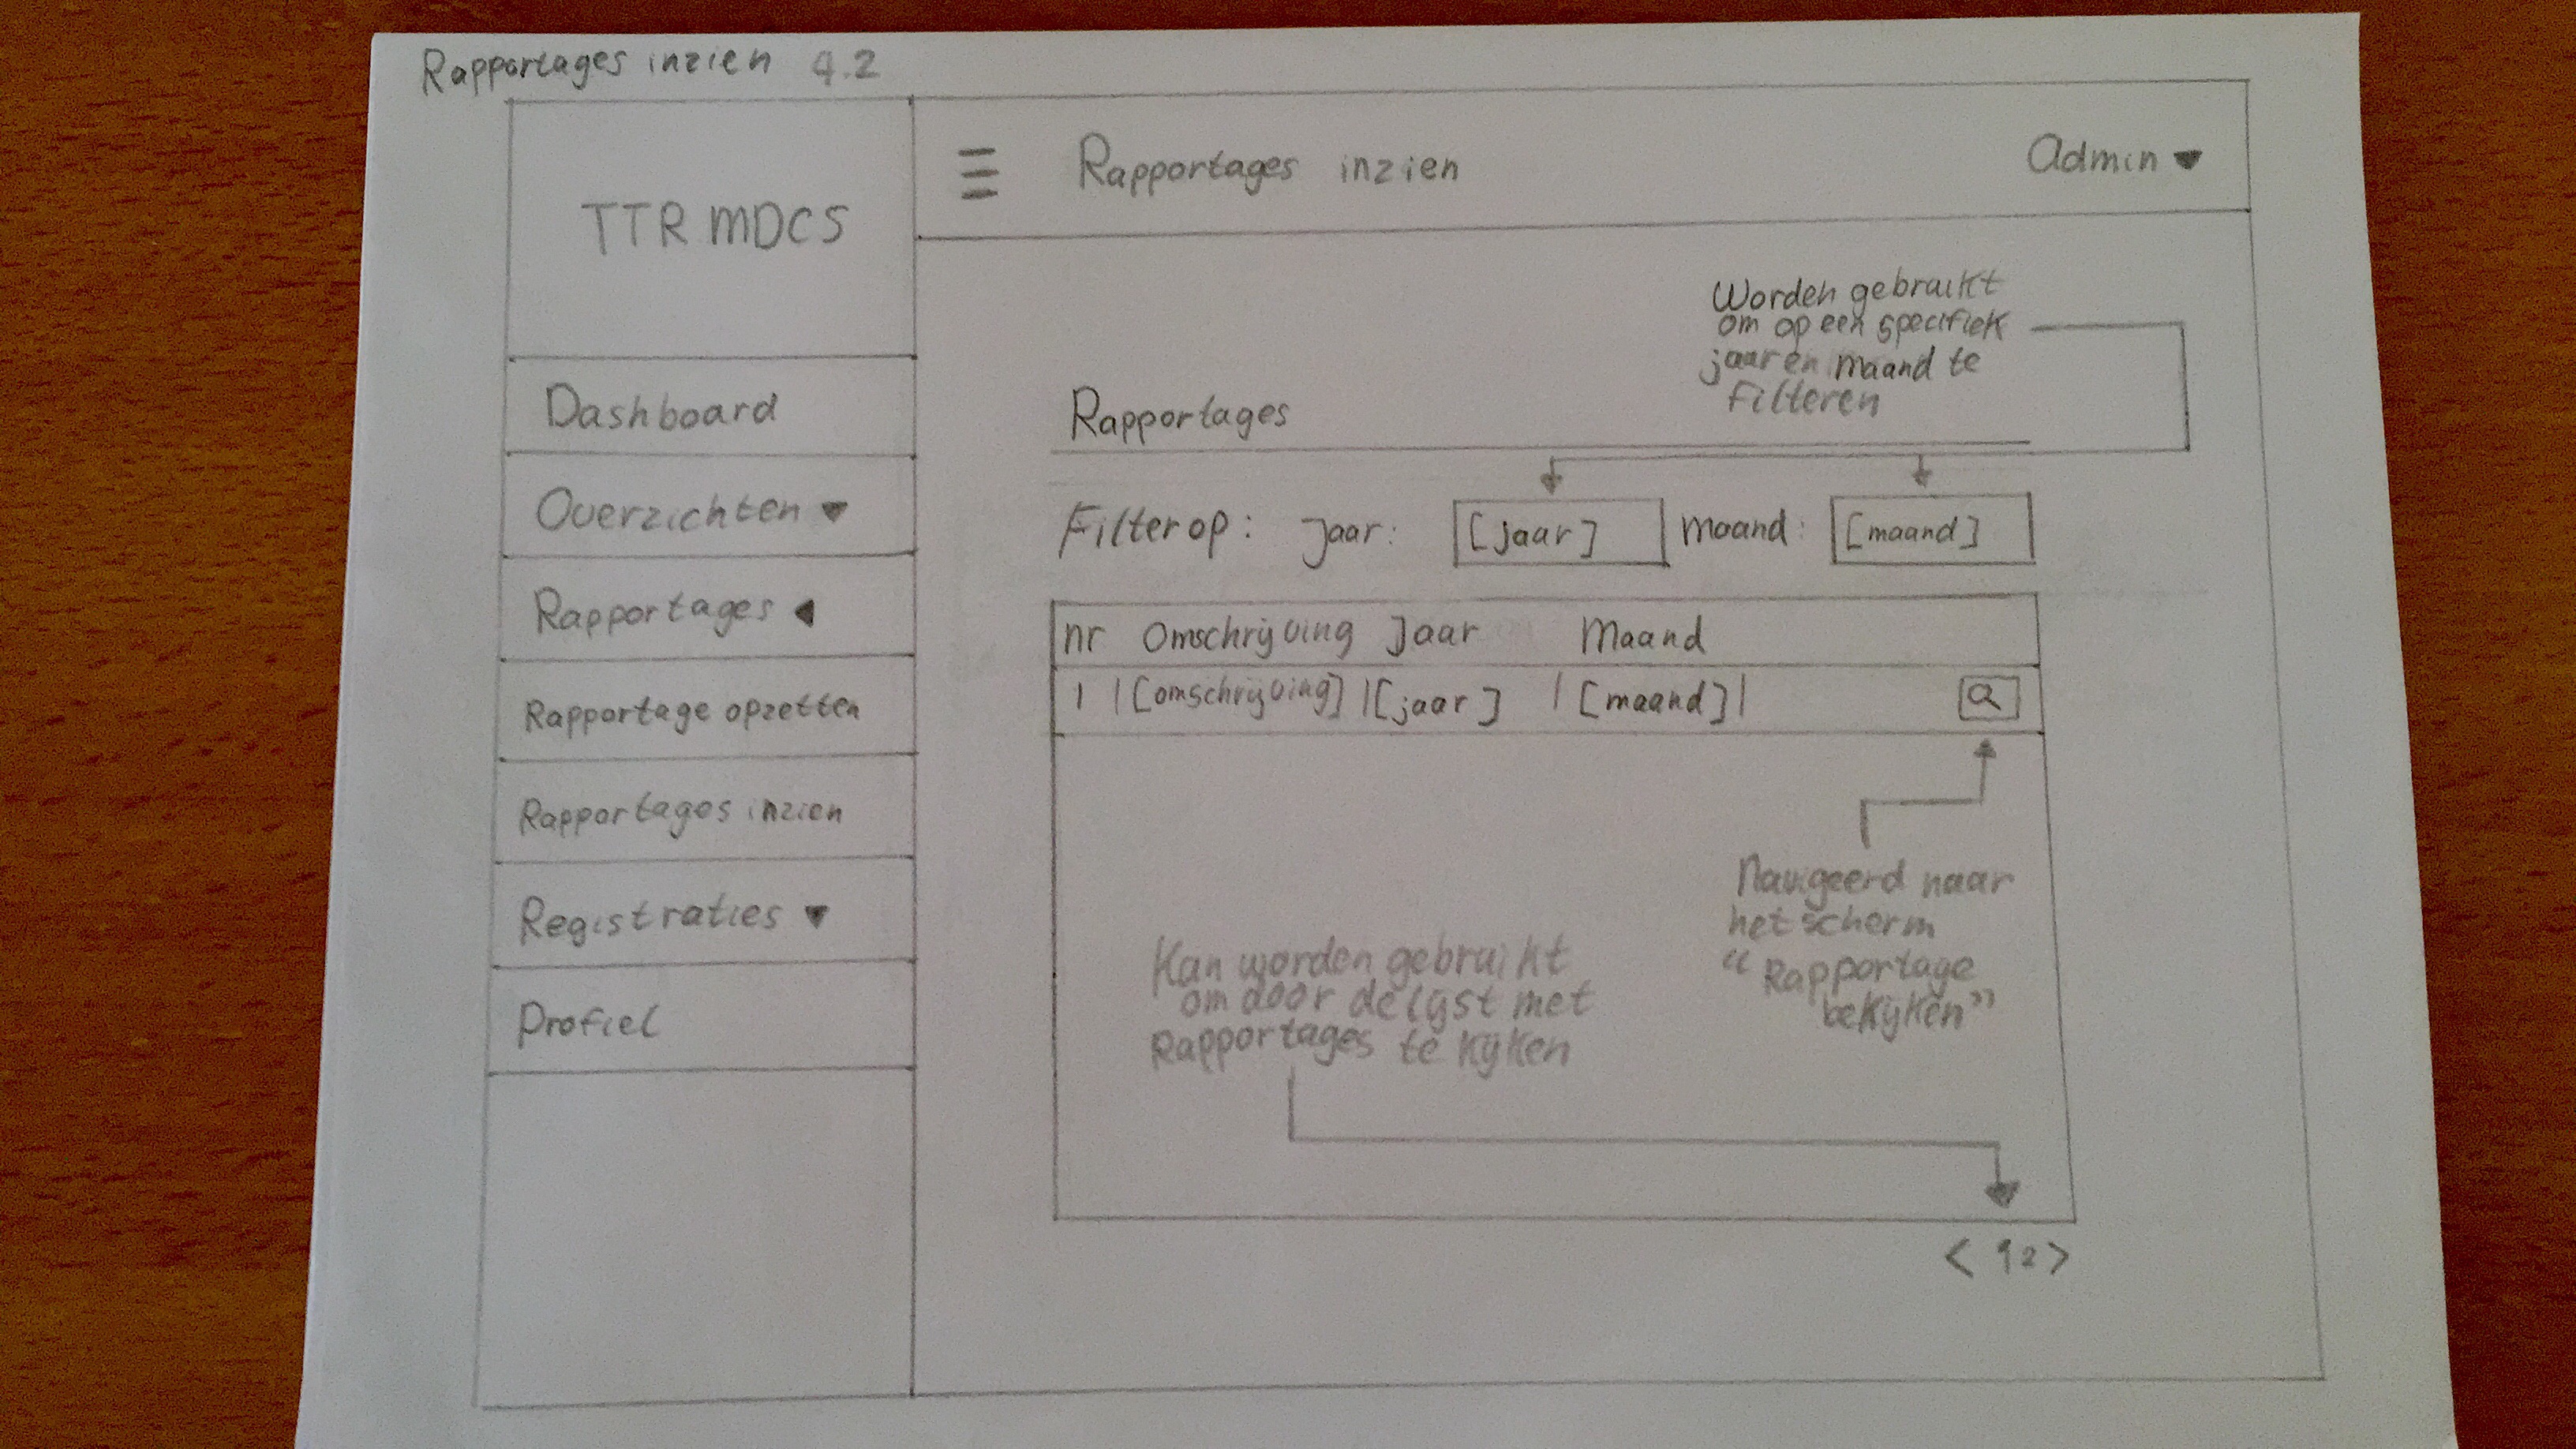 Rapportages inzien 4.2
TTR MDCS
Rapportages inzien
Admin
Dashboard
Overzichten
Rapportages
Rapportage opzetten
Rapportages inzien
Registraties
Profiel
Worden gebruikt
om op een specifiek
jaar en maand te
Filteren
Rapportages
Filter op: Jaar: [jaar] Maand: [maand]
nr Omschrijving Jaar Maand
1 | [omschrijving] | [jaar] | [maand] |
Navigeerd naar
het scherm
“Rapportage
bekijken”
Kan worden gebruikt
om door de lijst met
Rapportages te kijken
< 1 2 >